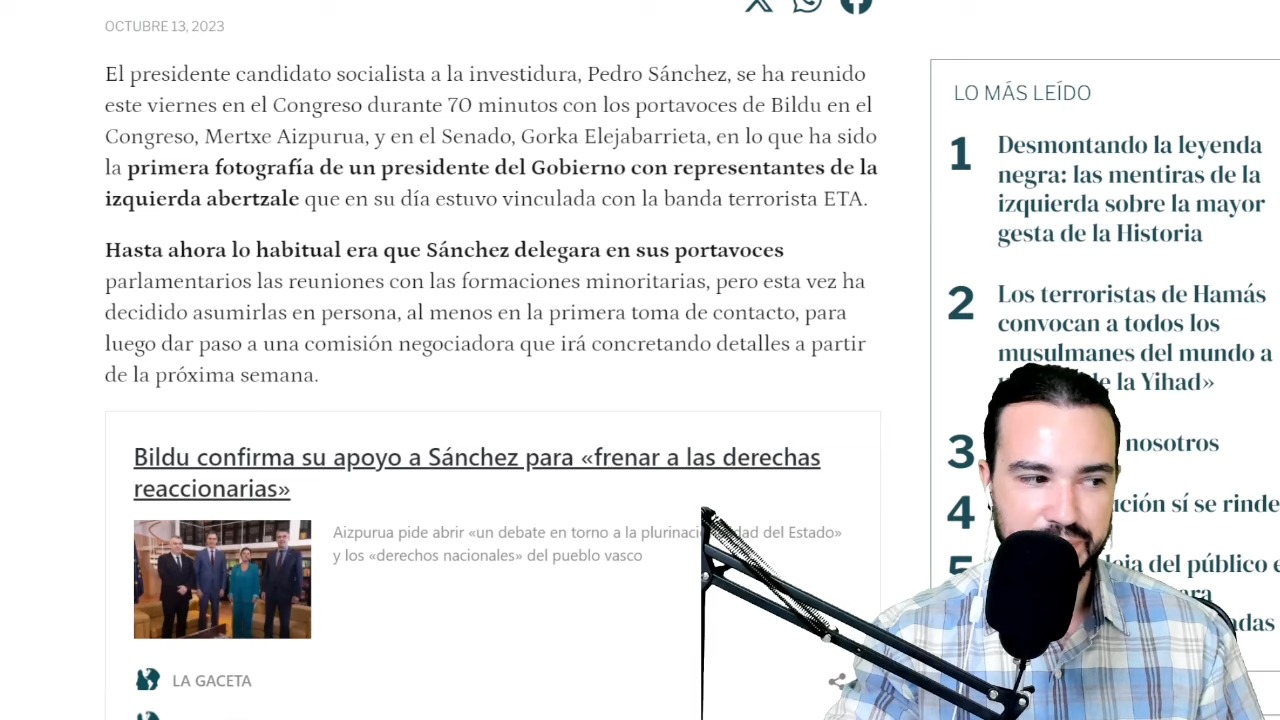 OCTUBRE 13, 2023
El presidente candidato socialista a la investidura, Pedro Sánchez, se ha reunido
este viernes en el Congreso durante 70 minutos con los portavoces de Bildu en el
Congreso, Mertxe Aizpurua, y en el Senado, Gorka Elejabarrieta, en lo que ha sido
la primera fotografía de un presidente del Gobierno con representantes de la
izquierda abertzale que en su día estuvo vinculada con la banda terrorista ETA.
Hasta ahora lo habitual era que Sánchez delegara en sus portavoces
parlamentarios las reuniones con las formaciones minoritarias, pero esta vez ha
decidido asumirlas en persona, al menos en la primera toma de contacto, para
luego dar paso a una comisión negociadora que irá concretando detalles a partir
de la próxima semana.
Bildu confirma su apoyo a Sánchez para «frenar a las derechas
reaccionarias»
Aizpurua pide abrir «un debate en torno a la del Estado»
y los «derechos nacionales» del pueblo vasco
LA GACETA
LO MÁS LEÍDO
1 Desmontando la leyenda
negra: las mentiras de la
izquierda sobre la mayor
gesta de la Historia
2 Los terroristas de Hamás
convocan a todos los
musulmanes del mundo a
de la Yihad»
3 nosotros
4 sí se rinde
5 del público